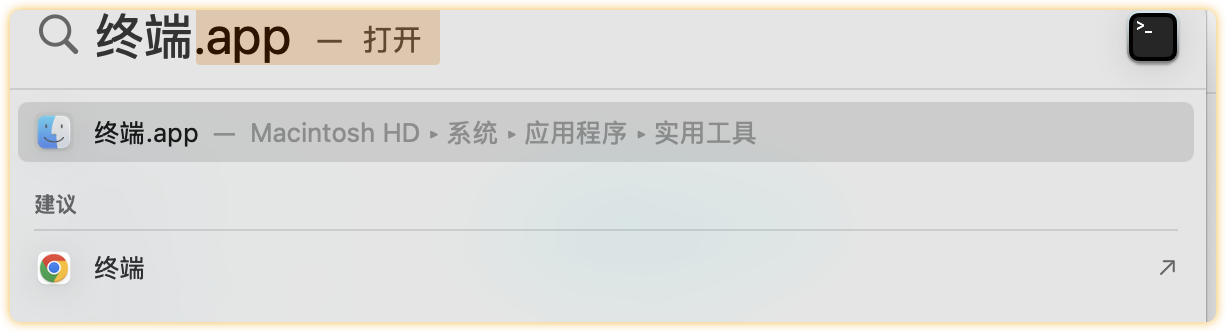 终端.app — 打开
终端.app — Macintosh HD ▸ 系统 ▸ 应用程序 ▸ 实用工具
建议
终端